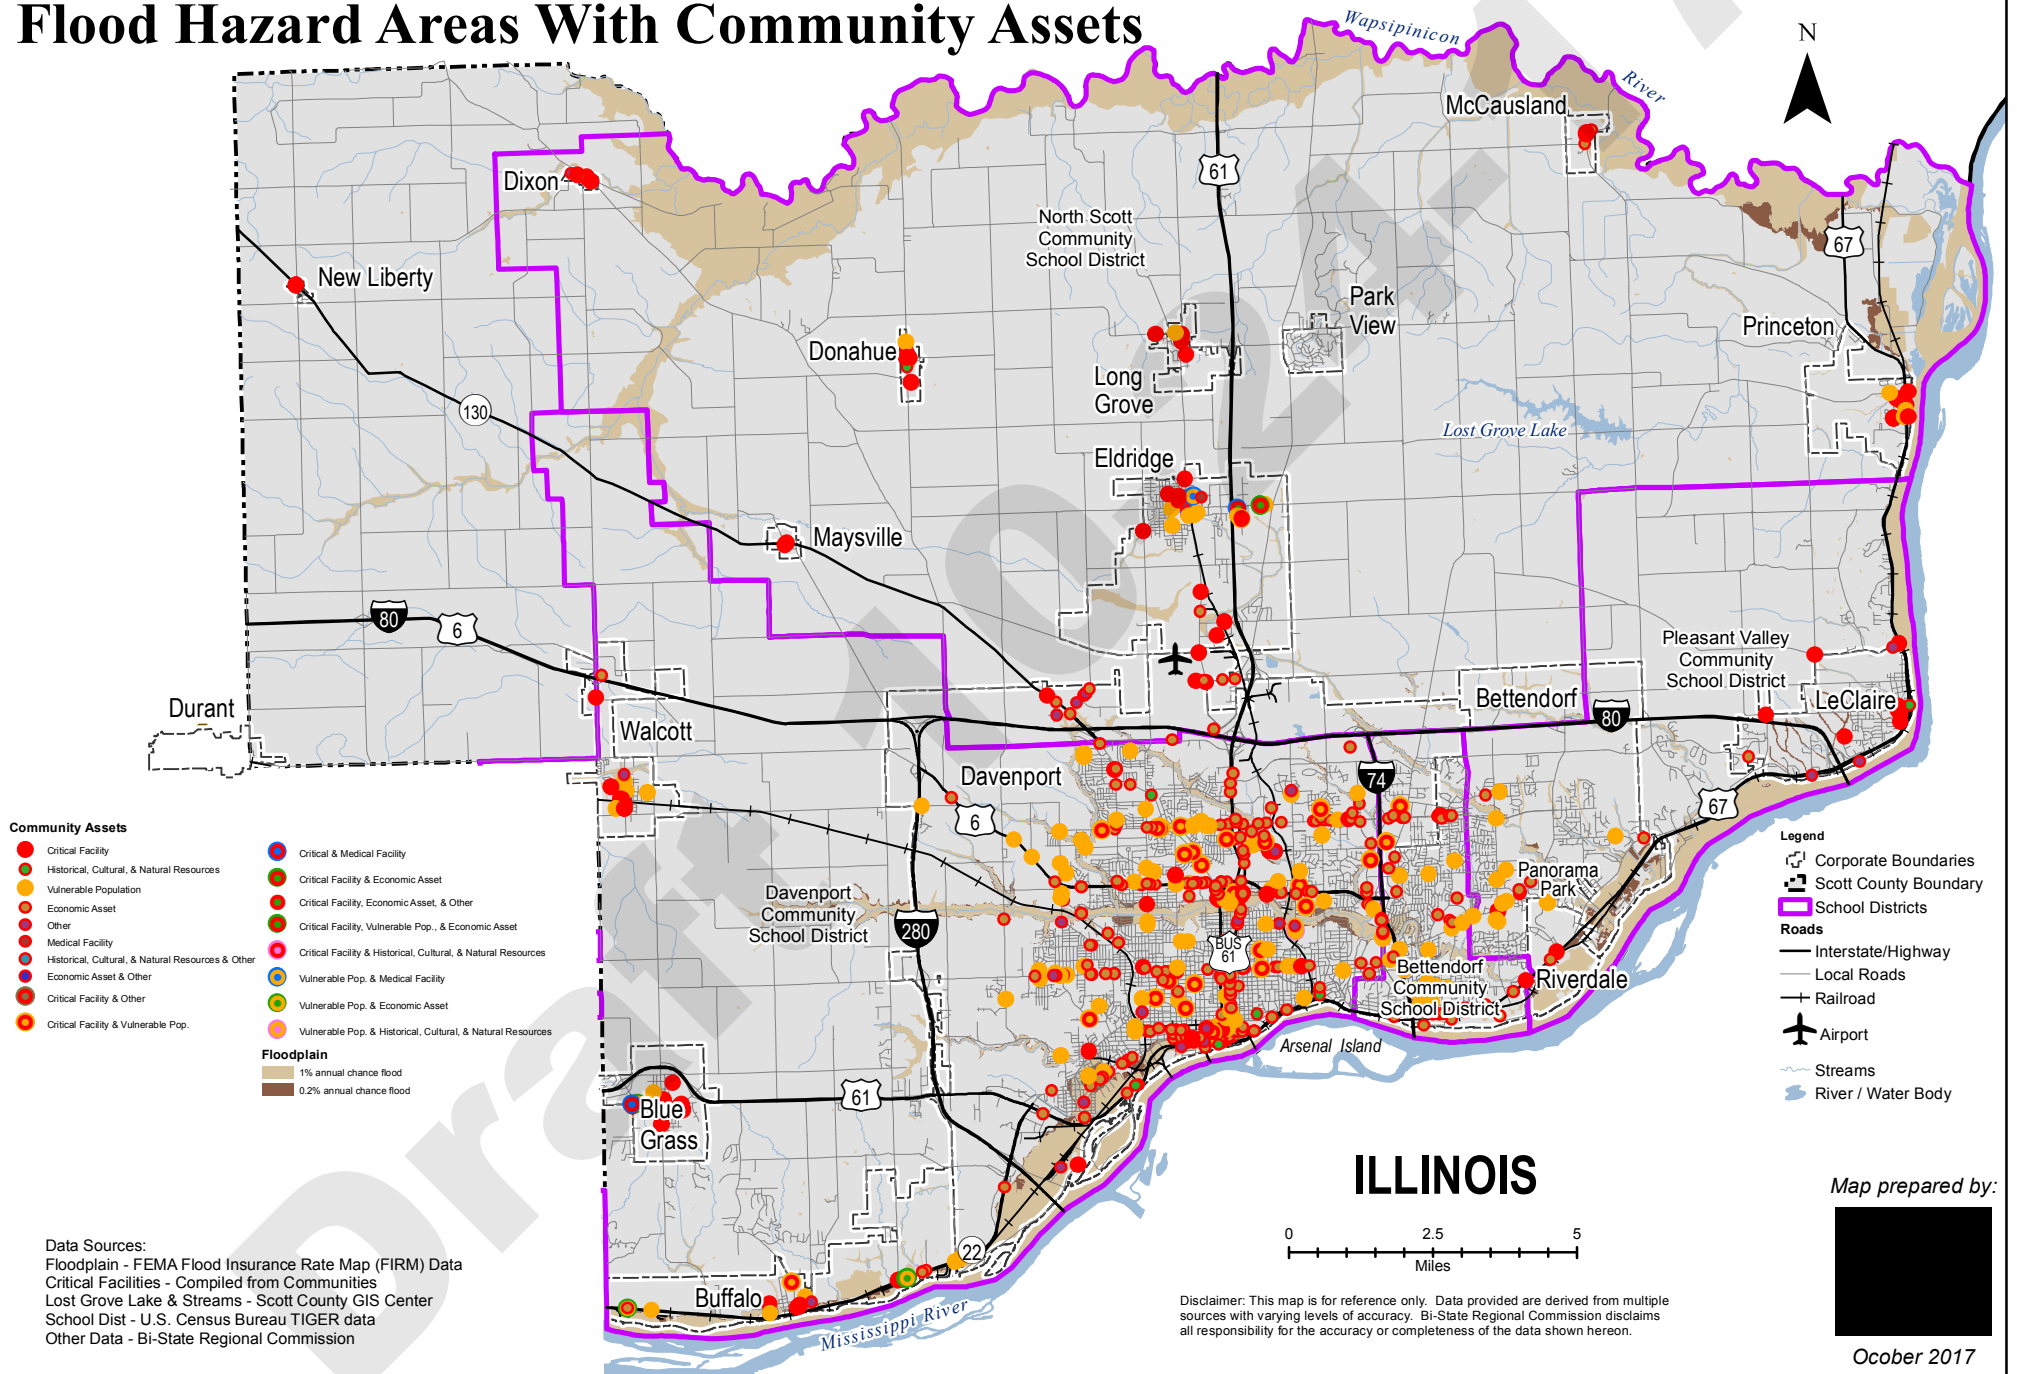 Flood Hazard Areas With Community Assets
Wapsipinicon
River
N
McCausland
61
Dixon
North Scott
Community
School District
67
New Liberty
Park
View
Princeton
Donahue
Long
Grove
130
Lost Grove Lake
Eldridge
Maysville
80
6
Pleasant Valley
Community
School District
Durant
Walcott
Bettendorf
80
LeClaire
Davenport
74
67
6
Community Assets
Critical Facility
Historical, Cultural, & Natural Resources
Vulnerable Population
Economic Asset
Other
Medical Facility
Historical, Cultural, & Natural Resources & Other
Economic Asset & Other
Critical Facility & Other
Critical Facility & Vulnerable Pop.
Critical & Medical Facility
Critical Facility & Economic Asset
Critical Facility, Economic Asset, & Other
Critical Facility, Vulnerable Pop., & Economic Asset
Critical Facility & Historical, Cultural, & Natural Resources
Vulnerable Pop. & Medical Facility
Vulnerable Pop. & Economic Asset
Vulnerable Pop. & Historical, Cultural, & Natural Resources
Floodplain
1% annual chance flood
0.2% annual chance flood
Davenport
Community
School District
280
BUS
61
Panorama
Park
Bettendorf
Community
School District
Riverdale
Arsenal Island
Legend
Corporate Boundaries
Scott County Boundary
School Districts
Roads
Interstate/Highway
Local Roads
Railroad
Airport
Streams
River / Water Body
61
Blue
Grass
ILLINOIS
22
Buffalo
Mississippi River
0 2.5 5
Miles
Map prepared by:
Data Sources:
Floodplain - FEMA Flood Insurance Rate Map (FIRM) Data
Critical Facilities - Compiled from Communities
Lost Grove Lake & Streams - Scott County GIS Center
School Dist - U.S. Census Bureau TIGER data
Other Data - Bi-State Regional Commission
Disclaimer: This map is for reference only. Data provided are derived from multiple
sources with varying levels of accuracy. Bi-State Regional Commission disclaims
all responsibility for the accuracy or completeness of the data shown hereon.
Ocober 2017